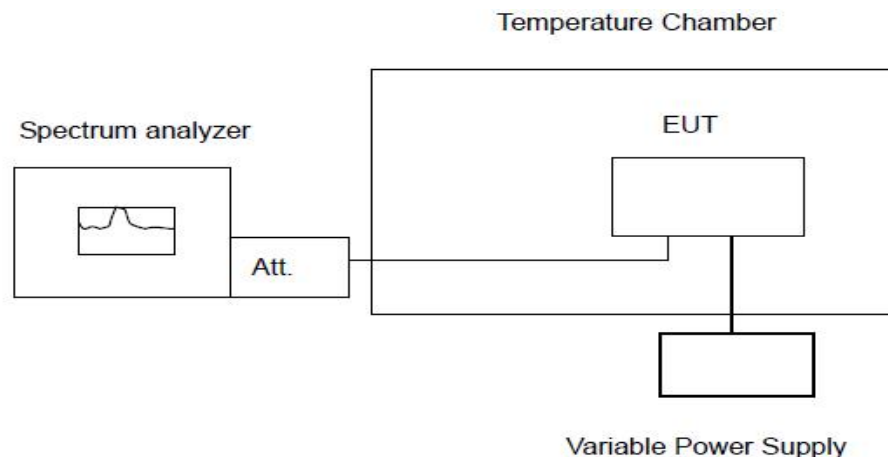 Temperature Chamber
Spectrum analyzer
EUT
Att.
Variable Power Supply